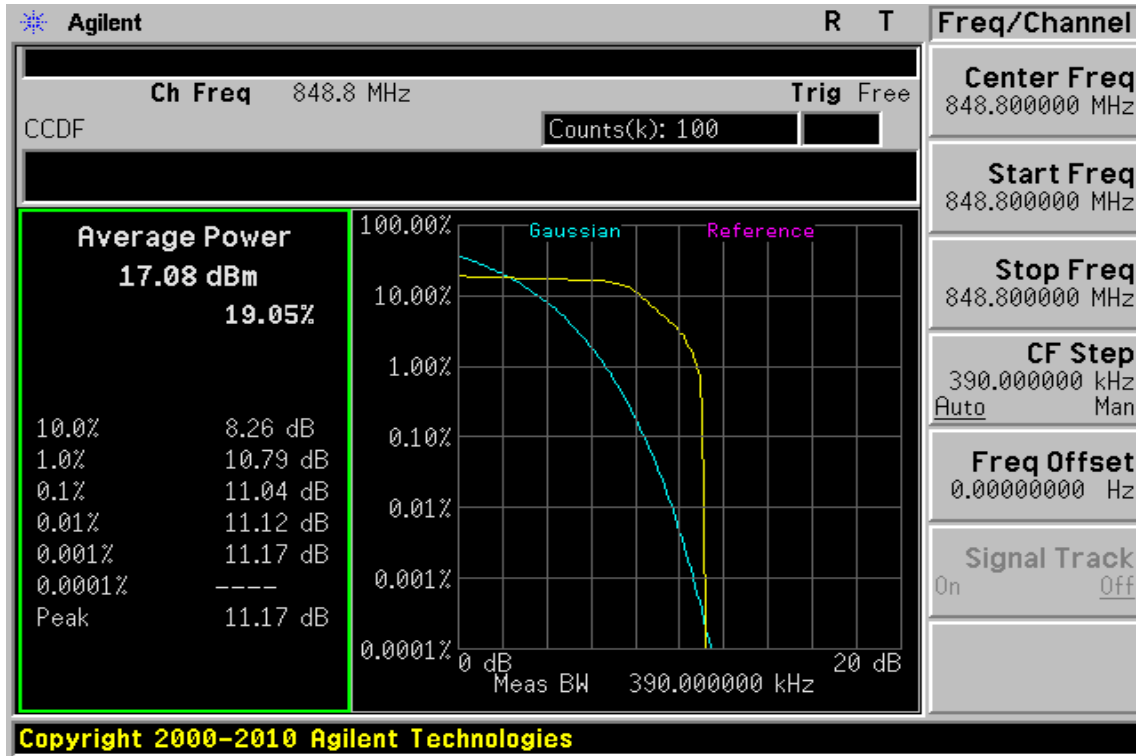 Agilent R T
Ch Freq 848.8 MHz Trig Free
CCDF Counts(k): 100
Average Power
17.08 dBm
19.05%
10.0% 8.26 dB
1.0% 10.79 dB
0.1% 11.04 dB
0.01% 11.12 dB
0.001% 11.17 dB
0.0001% ----
Peak 11.17 dB
Gaussian Reference
100.00%
10.00%
1.00%
0.10%
0.01%
0.001%
0.0001%
0 dB 20 dB
Meas BW 390.000000 kHz
Freq/Channel
Center Freq
848.800000 MHz
Start Freq
848.800000 MHz
Stop Freq
848.800000 MHz
CF Step
390.000000 kHz
Auto Man
Freq Offset
0.00000000 Hz
Signal Track
On Off
Copyright 2000-2010 Agilent Technologies